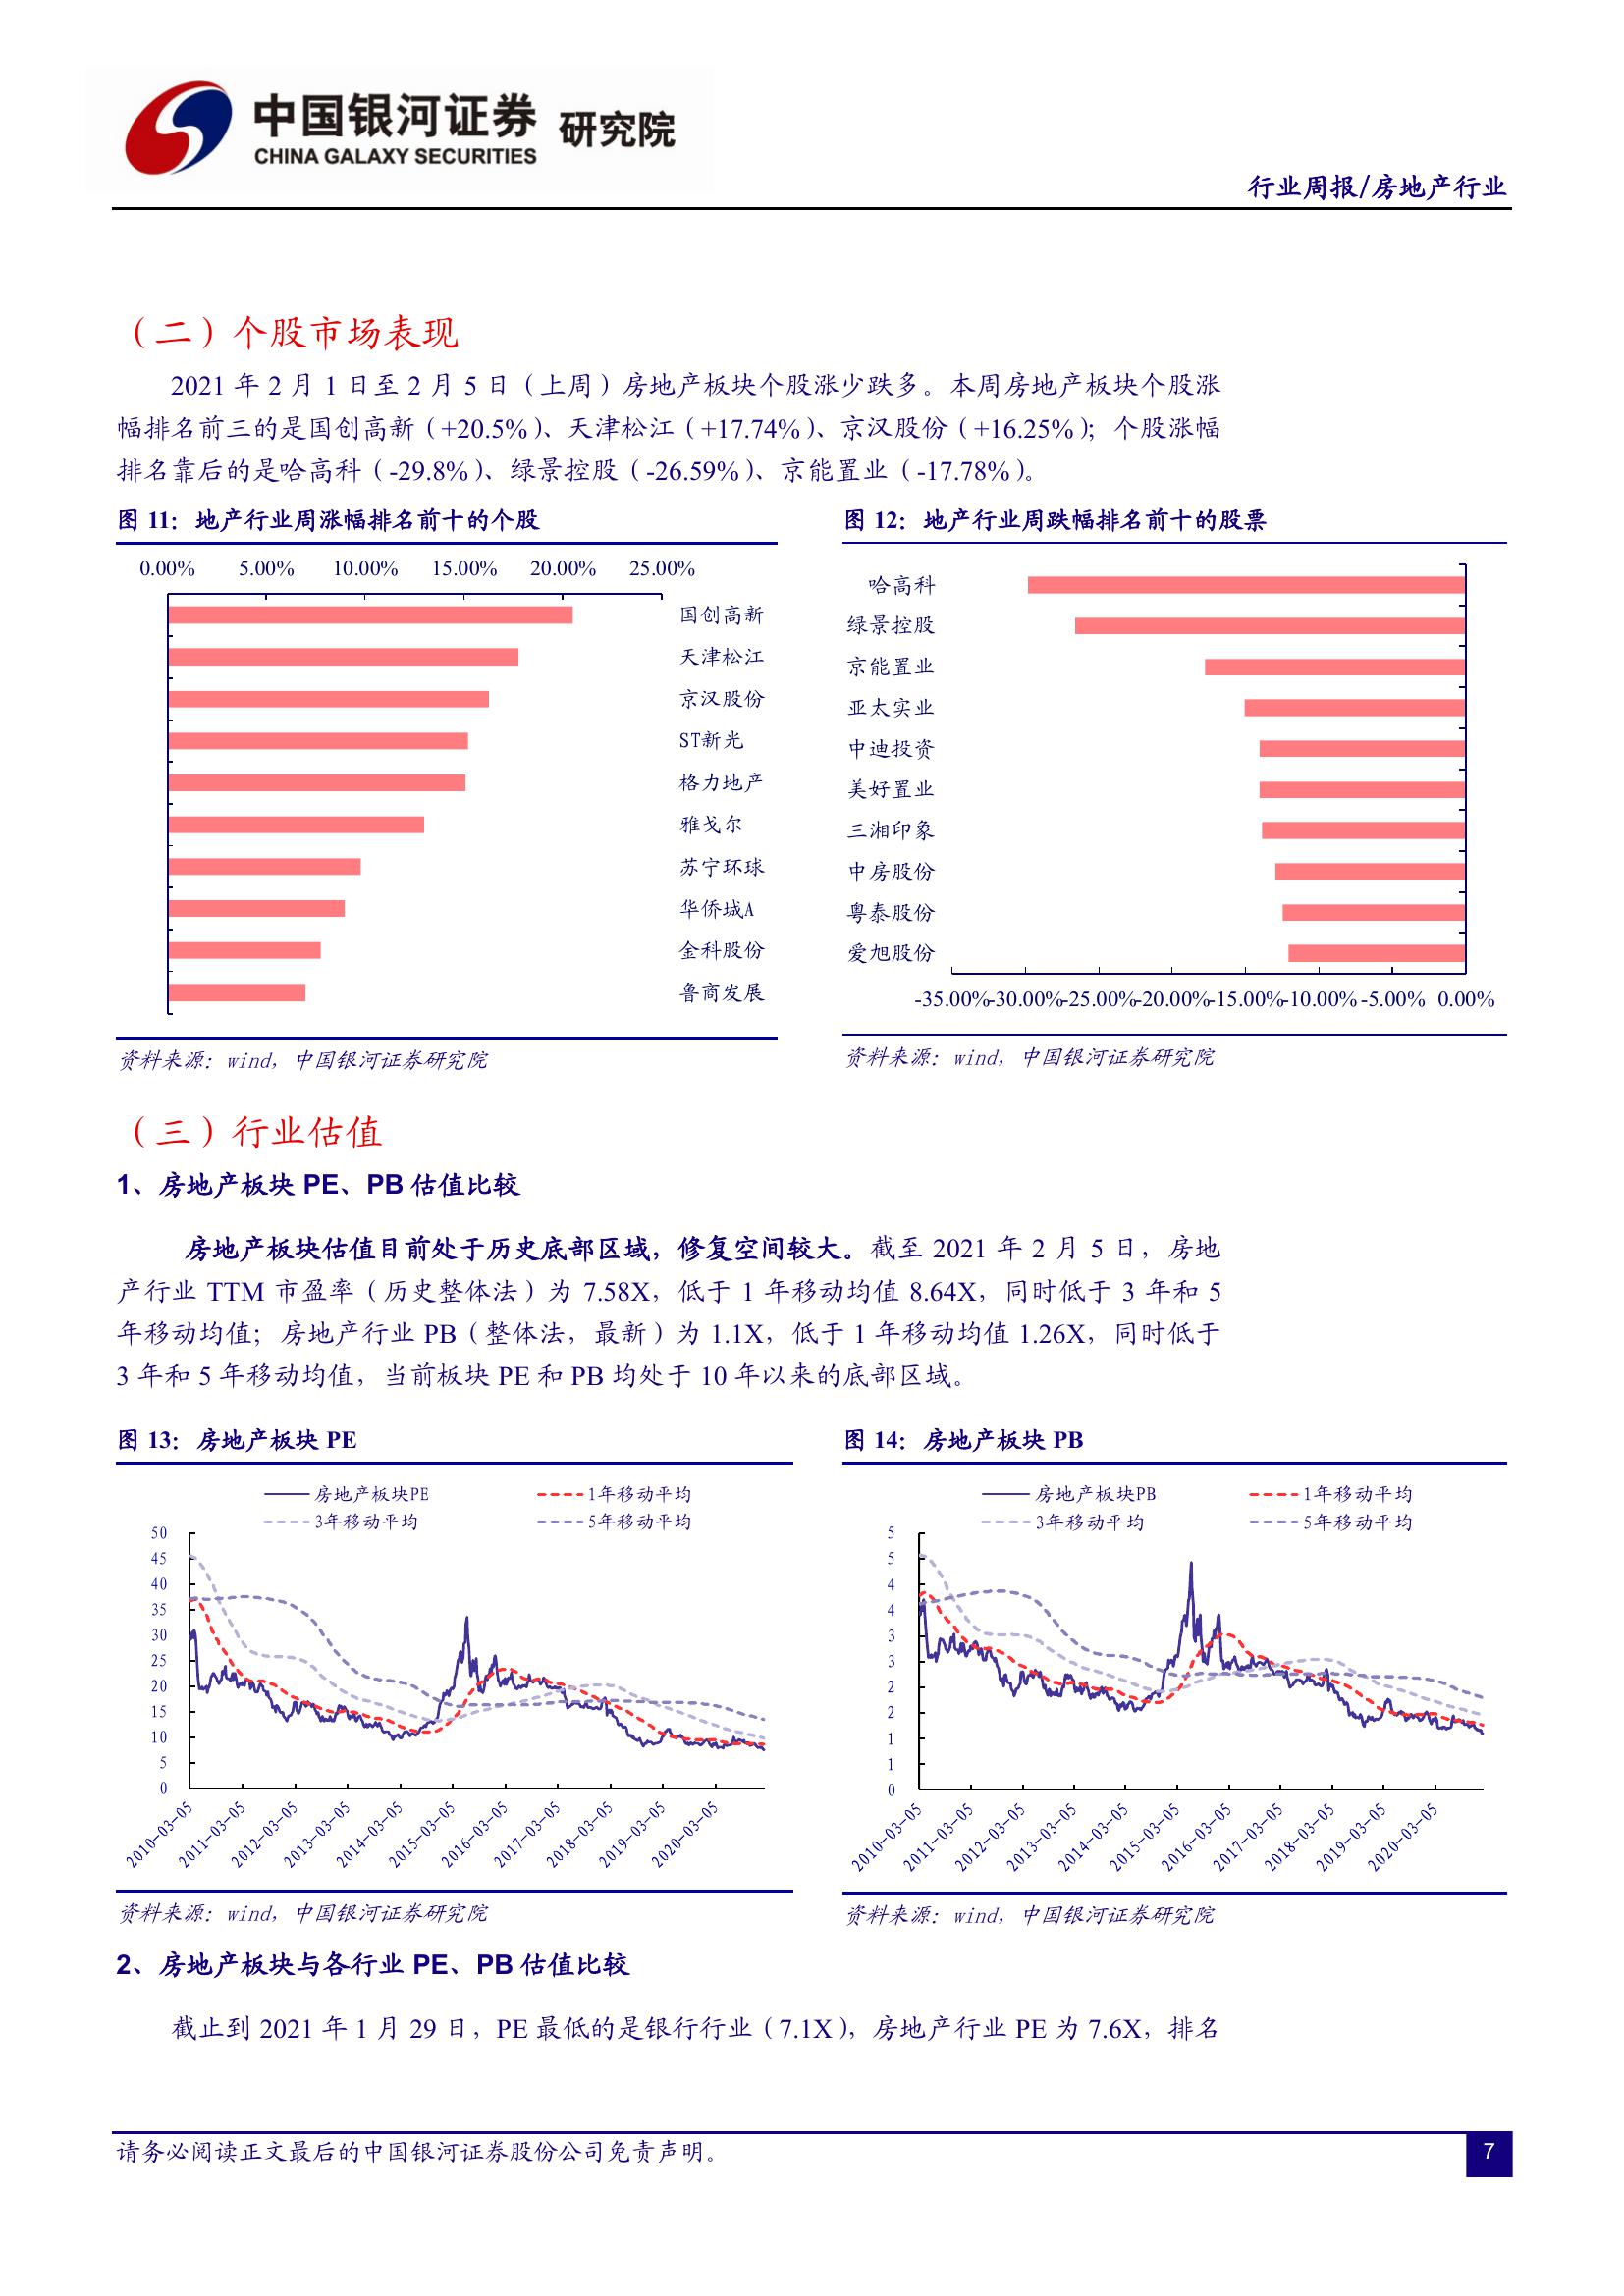 中国银河证券 研究院
CHINA GALAXY SECURITIES
行业周报/房地产行业
（二）个股市场表现
2021 年 2 月 1 日至 2 月 5 日（上周）房地产板块个股涨少跌多。本周房地产板块个股涨
幅排名前三的是国创高新（+20.5%）、天津松江（+17.74%）、京汉股份（+16.25%）；个股涨幅
排名靠后的是哈高科（-29.8%）、绿景控股（-26.59%）、京能置业（-17.78%）。
图 11：地产行业周涨幅排名前十的个股
0.00% 5.00% 10.00% 15.00% 20.00% 25.00%
国创高新
天津松江
京汉股份
ST新光
格力地产
雅戈尔
苏宁环球
华侨城A
金科股份
鲁商发展
资料来源：wind，中国银河证券研究院
图 12：地产行业周跌幅排名前十的股票
哈高科
绿景控股
京能置业
亚太实业
中迪投资
美好置业
三湘印象
中房股份
粤泰股份
爱旭股份
-35.00%-30.00%-25.00%-20.00%-15.00%-10.00% -5.00% 0.00%
资料来源：wind，中国银河证券研究院
（三）行业估值
1、房地产板块 PE、PB 估值比较
房地产板块估值目前处于历史底部区域，修复空间较大。截至 2021 年 2 月 5 日，房地
产行业 TTM 市盈率（历史整体法）为 7.58X，低于 1 年移动均值 8.64X，同时低于 3 年和 5
年移动均值；房地产行业 PB（整体法，最新）为 1.1X，低于 1 年移动均值 1.26X，同时低于
3 年和 5 年移动均值，当前板块 PE 和 PB 均处于 10 年以来的底部区域。
图 13：房地产板块 PE
房地产板块PE 1年移动平均
3年移动平均 5年移动平均
50
45
40
35
30
25
20
15
10
5
0
2010-03-05 2011-03-05 2012-03-05 2013-03-05 2014-03-05 2015-03-05 2016-03-05 2017-03-05 2018-03-05 2019-03-05 2020-03-05
资料来源：wind，中国银河证券研究院
图 14：房地产板块 PB
房地产板块PB 1年移动平均
3年移动平均 5年移动平均
5
5
4
4
3
3
2
2
1
1
0
2010-03-05 2011-03-05 2012-03-05 2013-03-05 2014-03-05 2015-03-05 2016-03-05 2017-03-05 2018-03-05 2019-03-05 2020-03-05
资料来源：wind，中国银河证券研究院
2、房地产板块与各行业 PE、PB 估值比较
截止到 2021 年 1 月 29 日，PE 最低的是银行行业（7.1X），房地产行业 PE 为 7.6X，排名
请务必阅读正文最后的中国银河证券股份公司免责声明。
7